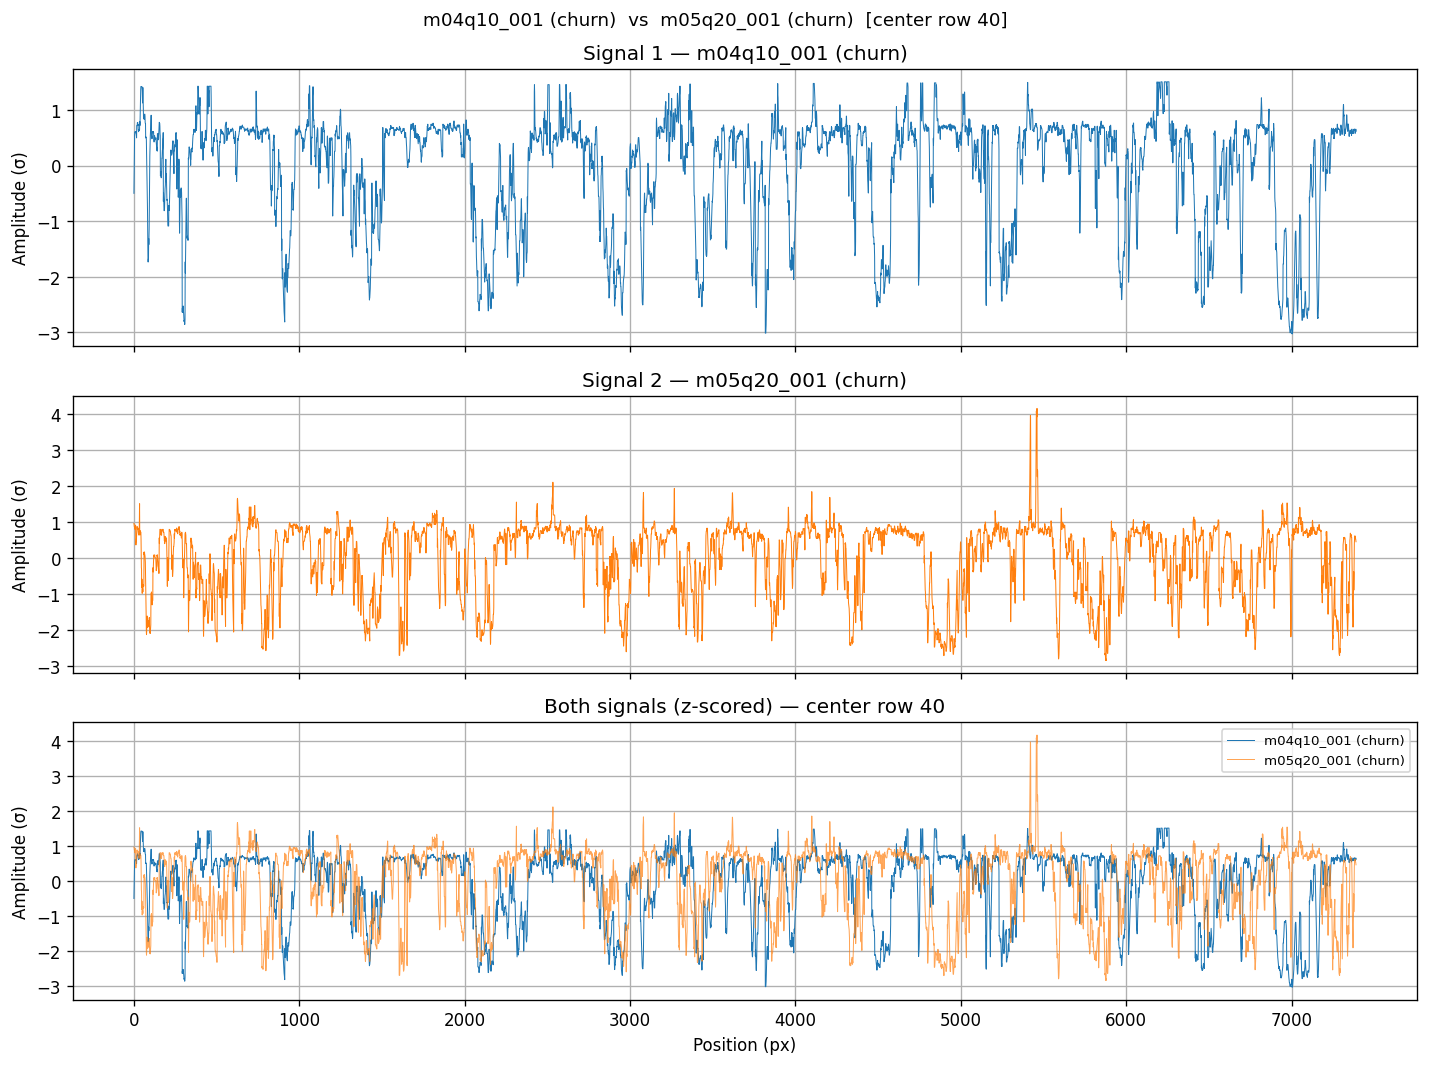 m04q10_001 (churn)  vs  m05q20_001 (churn)  [center row 40]
Signal 1 — m04q10_001 (churn)
Amplitude (σ)
1
0
−1
−2
−3
Signal 2 — m05q20_001 (churn)
Amplitude (σ)
4
3
2
1
0
−1
−2
−3
Both signals (z-scored) — center row 40
Amplitude (σ)
4
3
2
1
0
−1
−2
−3
m04q10_001 (churn)
m05q20_001 (churn)
0 1000 2000 3000 4000 5000 6000 7000
Position (px)